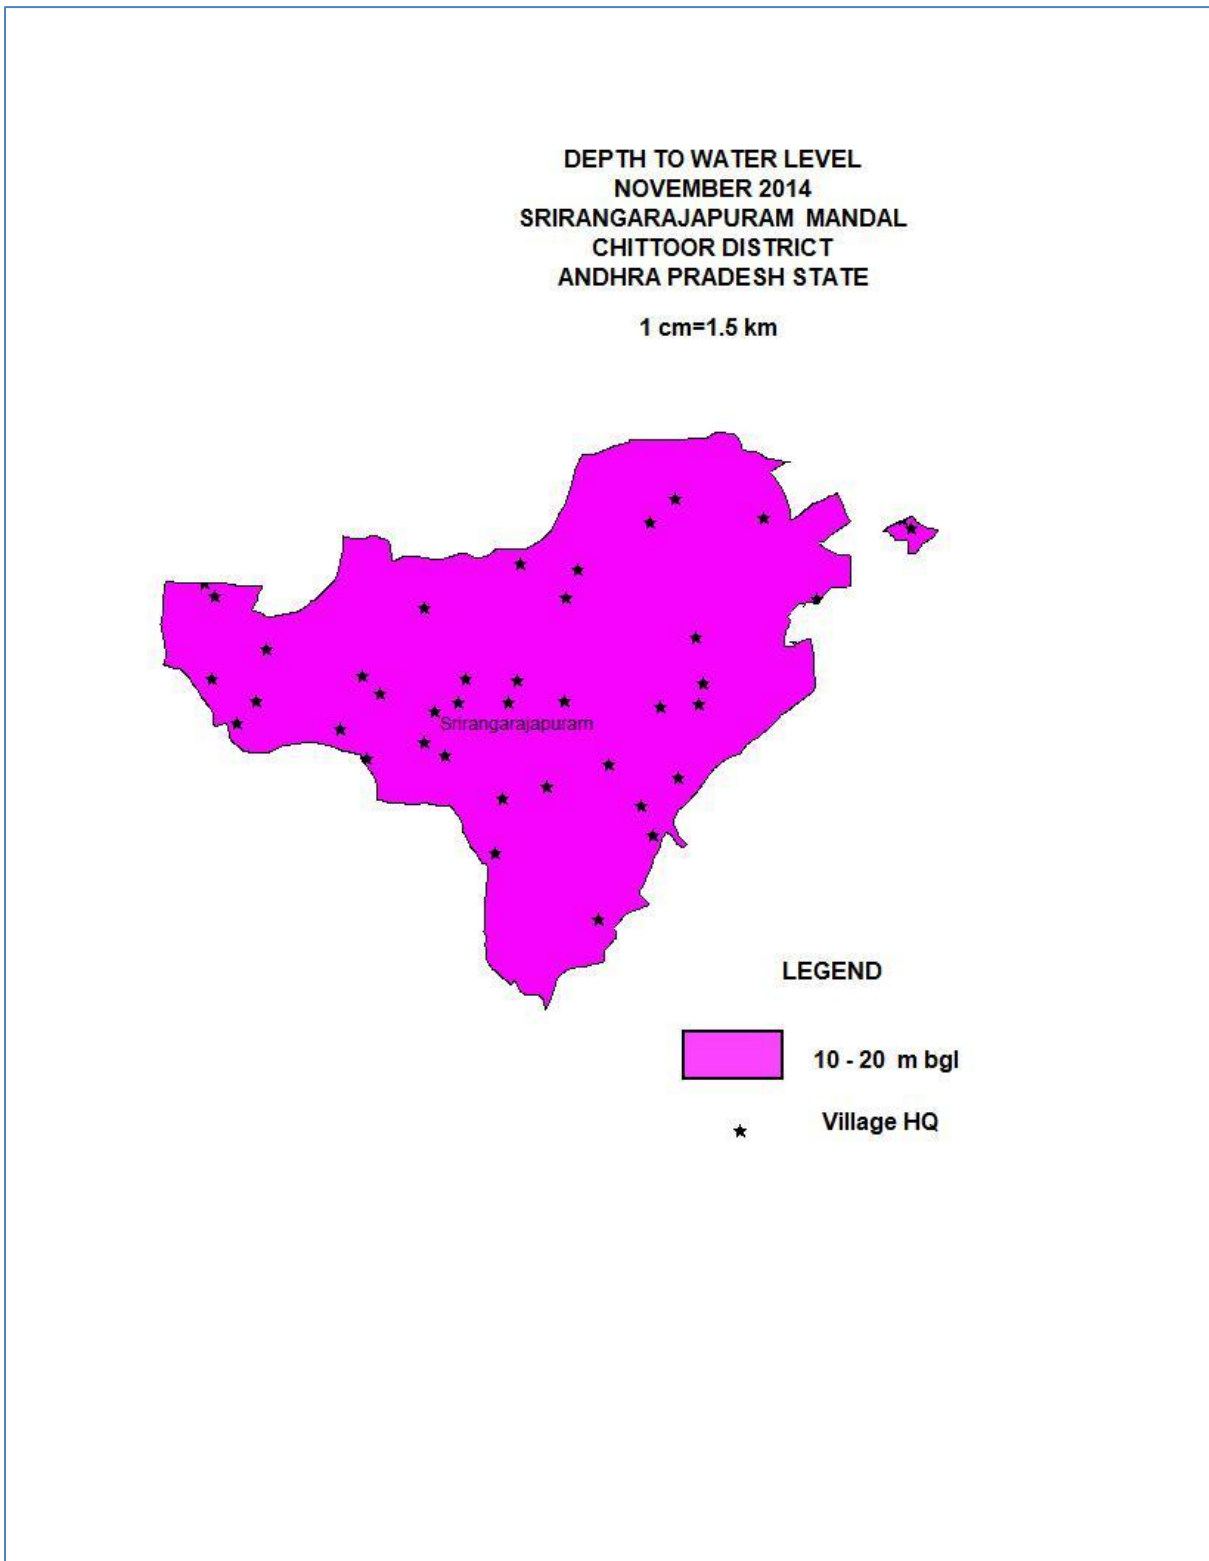 DEPTH TO WATER LEVEL
NOVEMBER 2014
SRIRANGARAJAPURAM MANDAL
CHITTOOR DISTRICT
ANDHRA PRADESH STATE
1 cm=1.5 km
Srirangarajapuram
LEGEND
10 - 20 m bgl
Village HQ